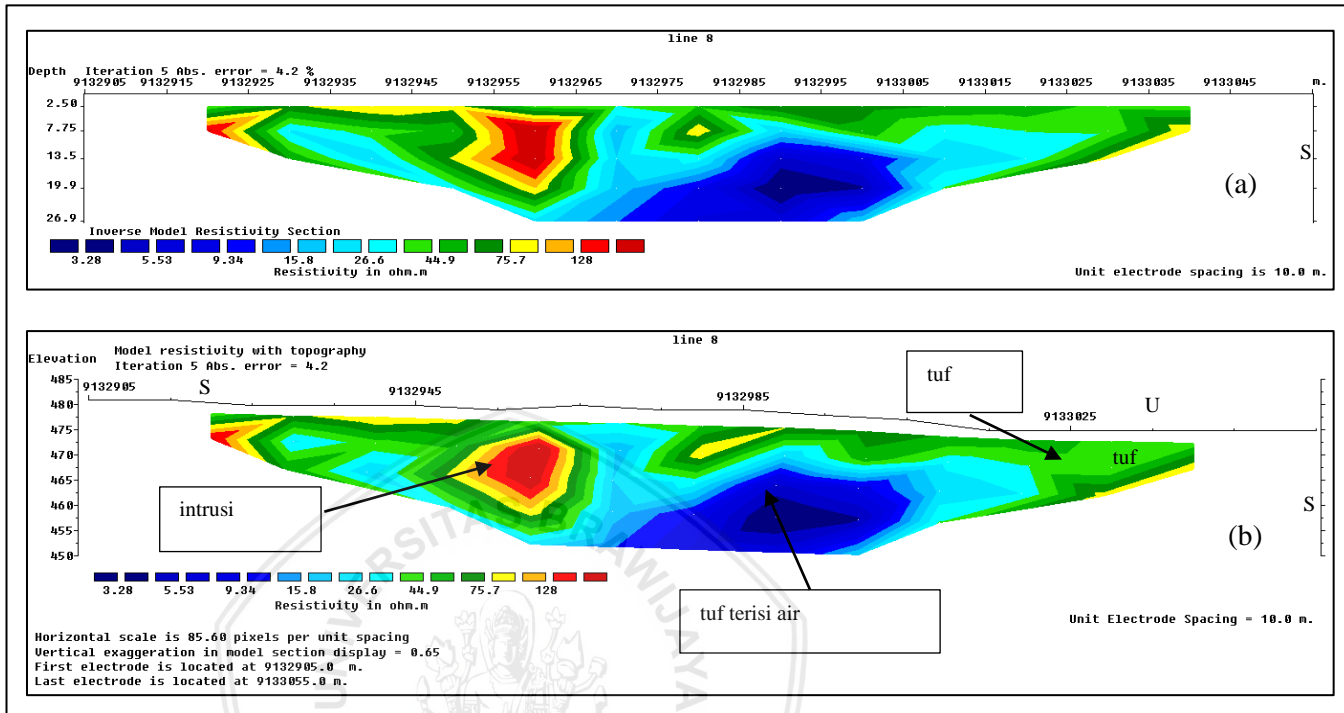 line 8
Depth Iteration 5 Abs. error = 4.2 %
9132905 9132915 9132925 9132935 9132945 9132955 9132965 9132975 9132985 9132995 9133005 9133015 9133025 9133035 9133045 m.
2.50
7.75
13.5
19.9
26.9
S
(a)
Inverse Model Resistivity Section
3.28 5.53 9.34 15.8 26.6 44.9 75.7 128
Resistivity in ohm.m
Unit electrode spacing is 10.0 m.
line 8
Elevation Model resistivity with topography
Iteration 5 Abs. error = 4.2
485
480
475
470
465
460
455
450
9132905
S
9132945
9132985
9133025
U
tuf
tuf
intrusi
tuf terisi air
S
(b)
3.28 5.53 9.34 15.8 26.6 44.9 75.7 128
Resistivity in ohm.m
Unit Electrode Spacing = 10.0 m.
Horizontal scale is 85.60 pixels per unit spacing
Vertical exaggeration in model section display = 0.65
First electrode is located at 9132905.0 m.
Last electrode is located at 9133055.0 m.
UNIVERSITAS BRAWIJAYA